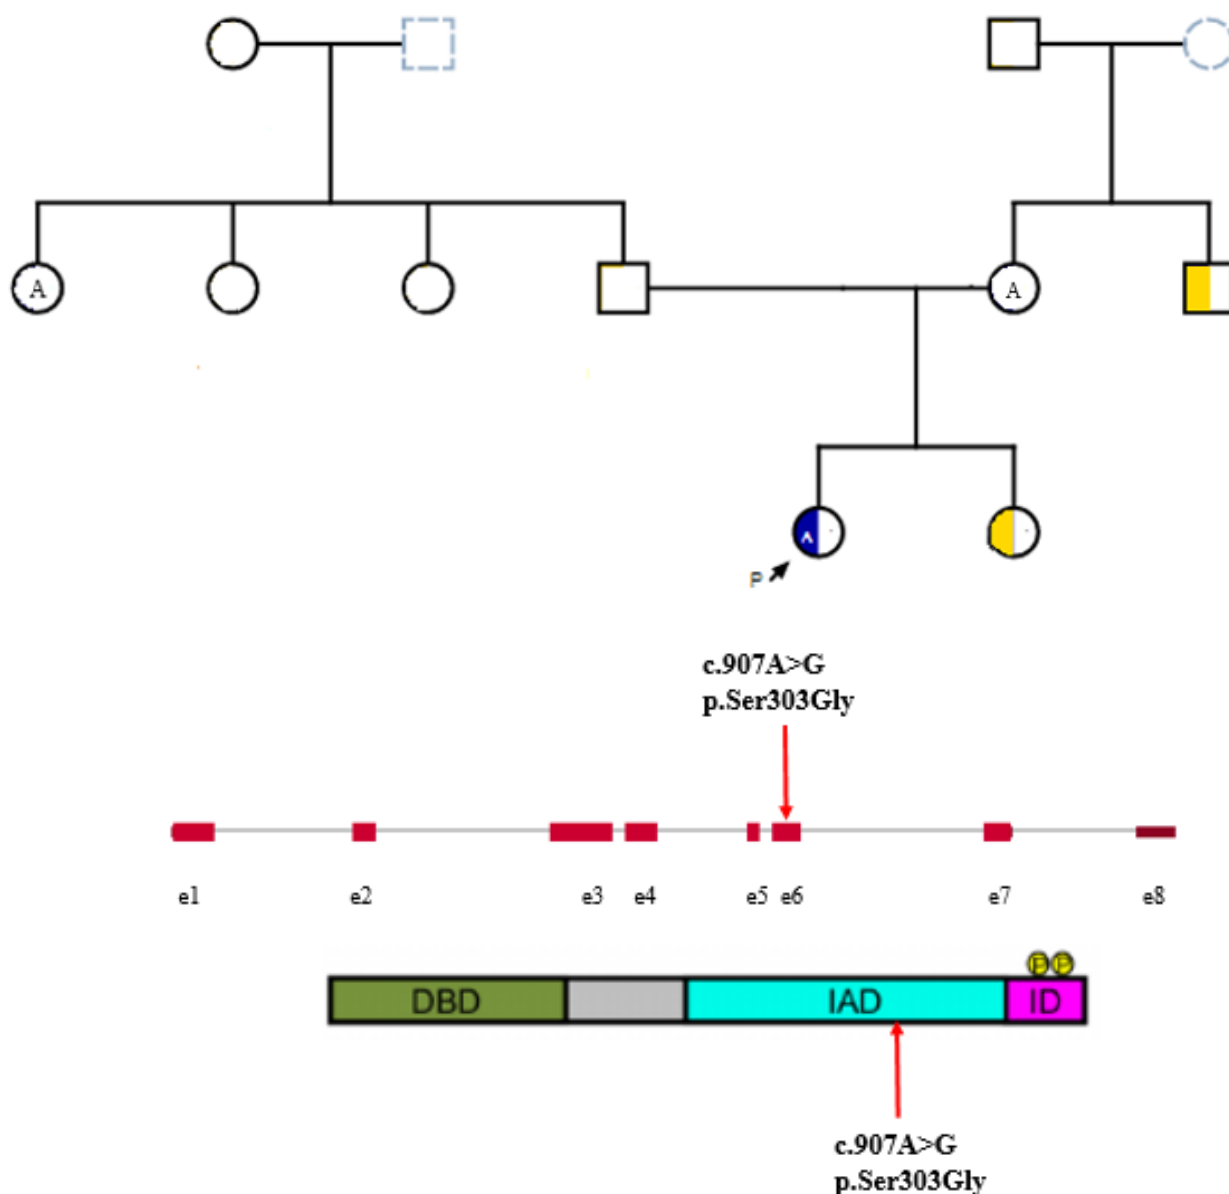 A
A
A
P
c.907A>G
p.Ser303Gly
e1 e2 e3 e4 e5 e6 e7 e8
P P
DBD IAD ID
c.907A>G
p.Ser303Gly